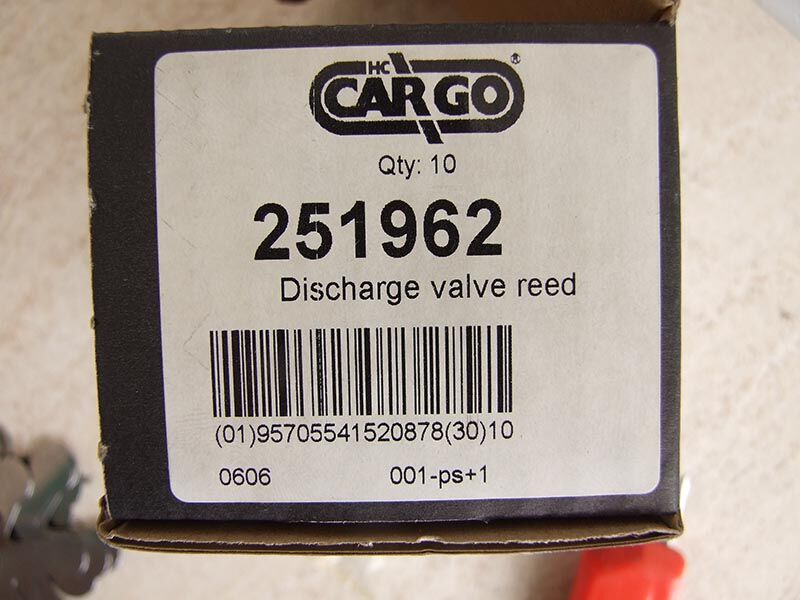 HC
CARGO®
Qty: 10
251962
Discharge valve reed
(01)95705541520878(30)10
0606 001-ps+1